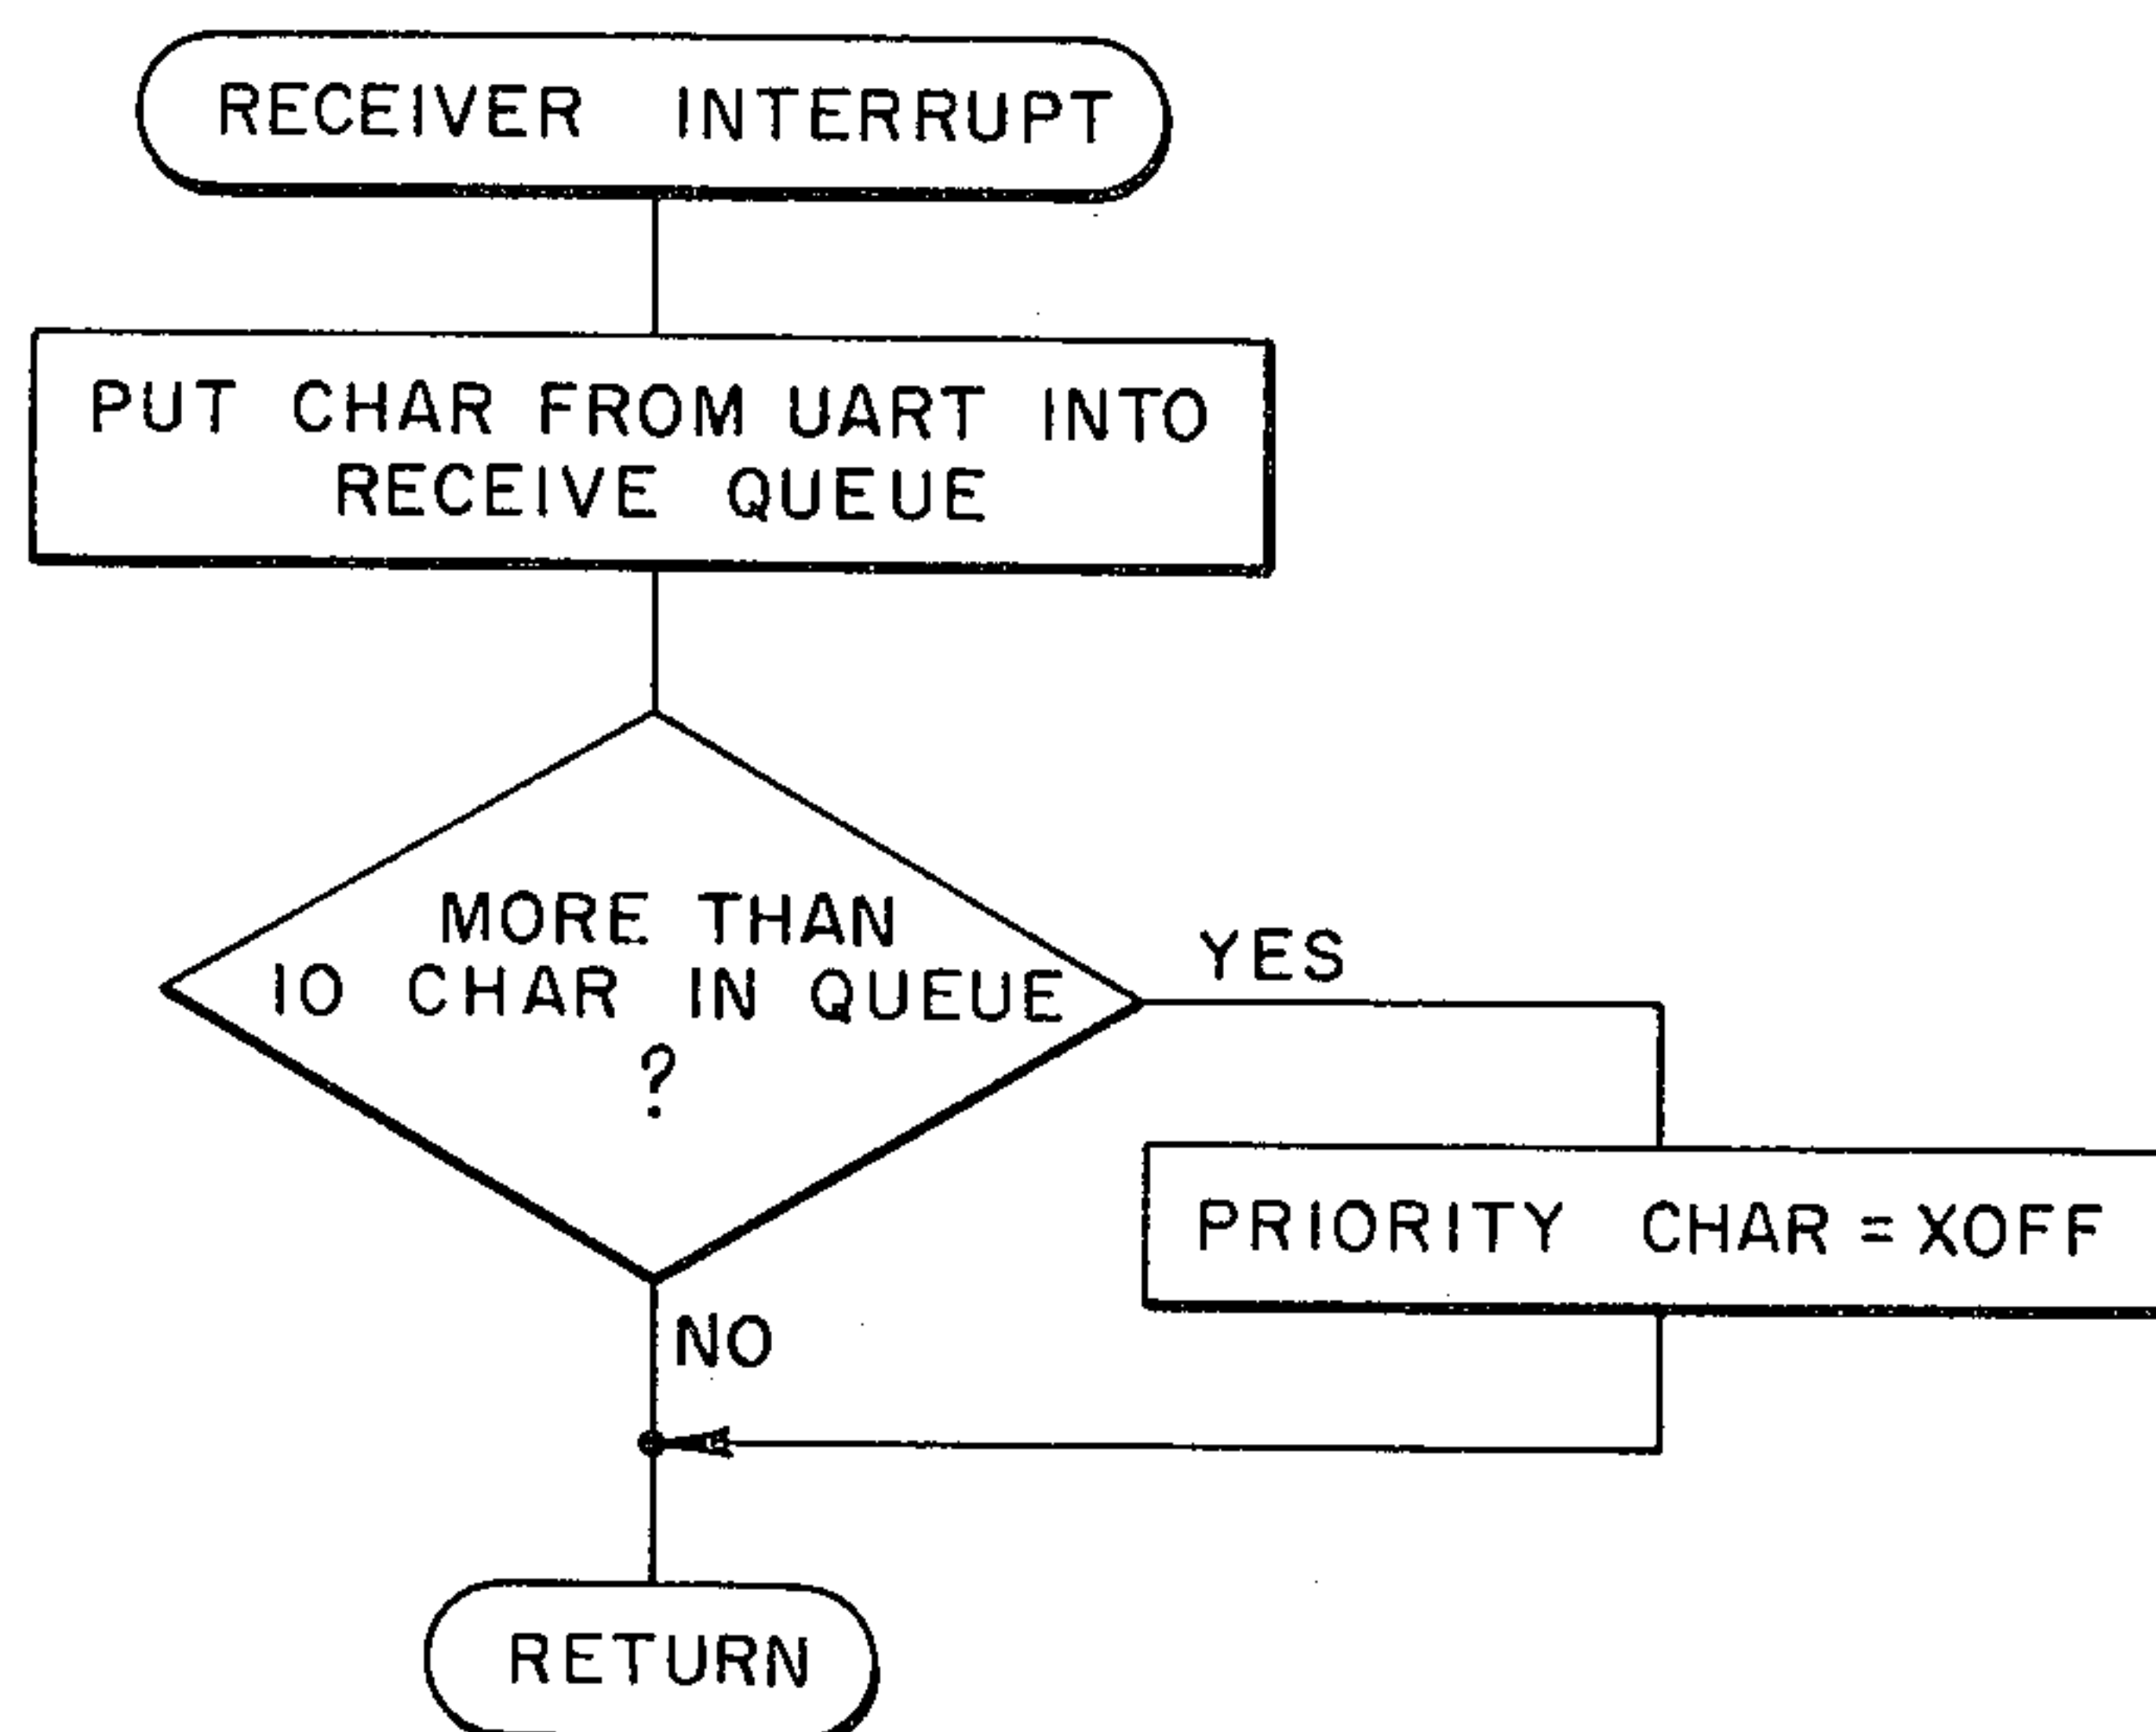 RECEIVER INTERRUPT
PUT CHAR FROM UART INTO
RECEIVE QUEUE
MORE THAN
10 CHAR IN QUEUE
?
YES
PRIORITY CHAR = XOFF
NO
RETURN